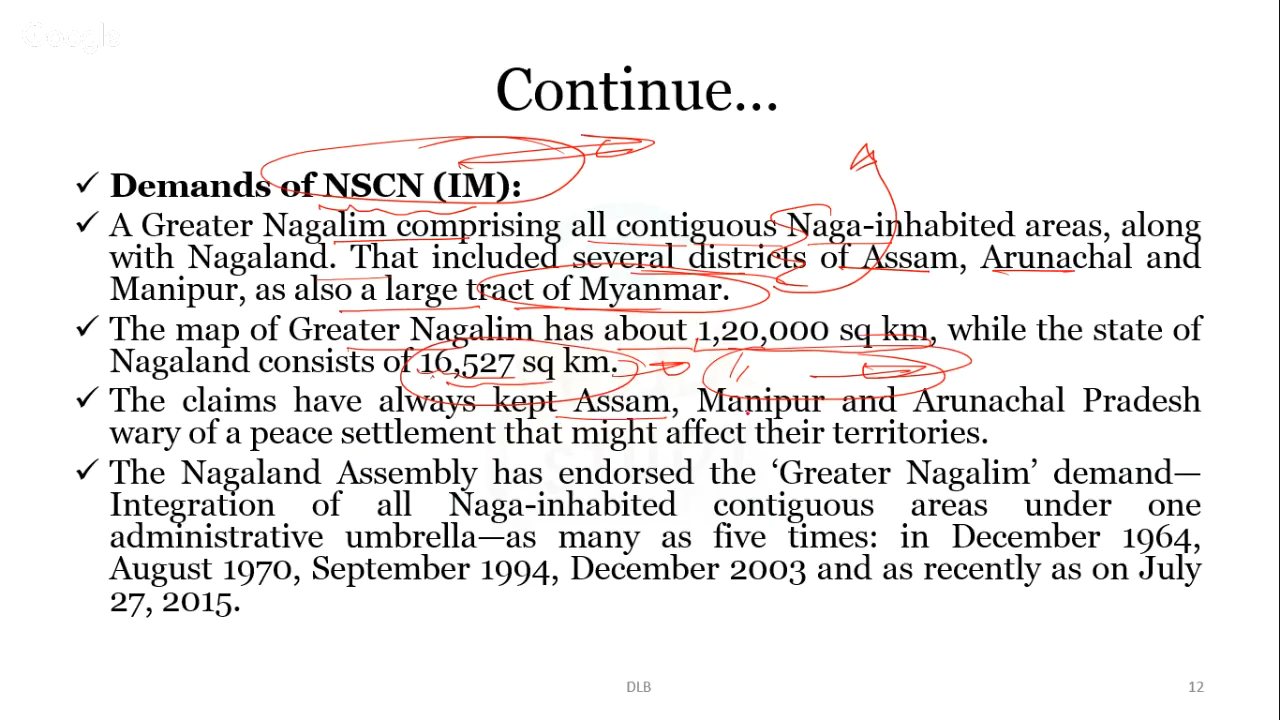 Google
Continue...
✓ Demands of NSCN (IM):
✓ A Greater Nagalim comprising all contiguous Naga-inhabited areas, along
with Nagaland. That included several districts of Assam, Arunachal and
Manipur, as also a large tract of Myanmar.
✓ The map of Greater Nagalim has about 1,20,000 sq km, while the state of
Nagaland consists of 16,527 sq km.
✓ The claims have always kept Assam, Manipur and Arunachal Pradesh
wary of a peace settlement that might affect their territories.
✓ The Nagaland Assembly has endorsed the ‘Greater Nagalim’ demand—
Integration of all Naga-inhabited contiguous areas under one
administrative umbrella—as many as five times: in December 1964,
August 1970, September 1994, December 2003 and as recently as on July
27, 2015.
DLB
12